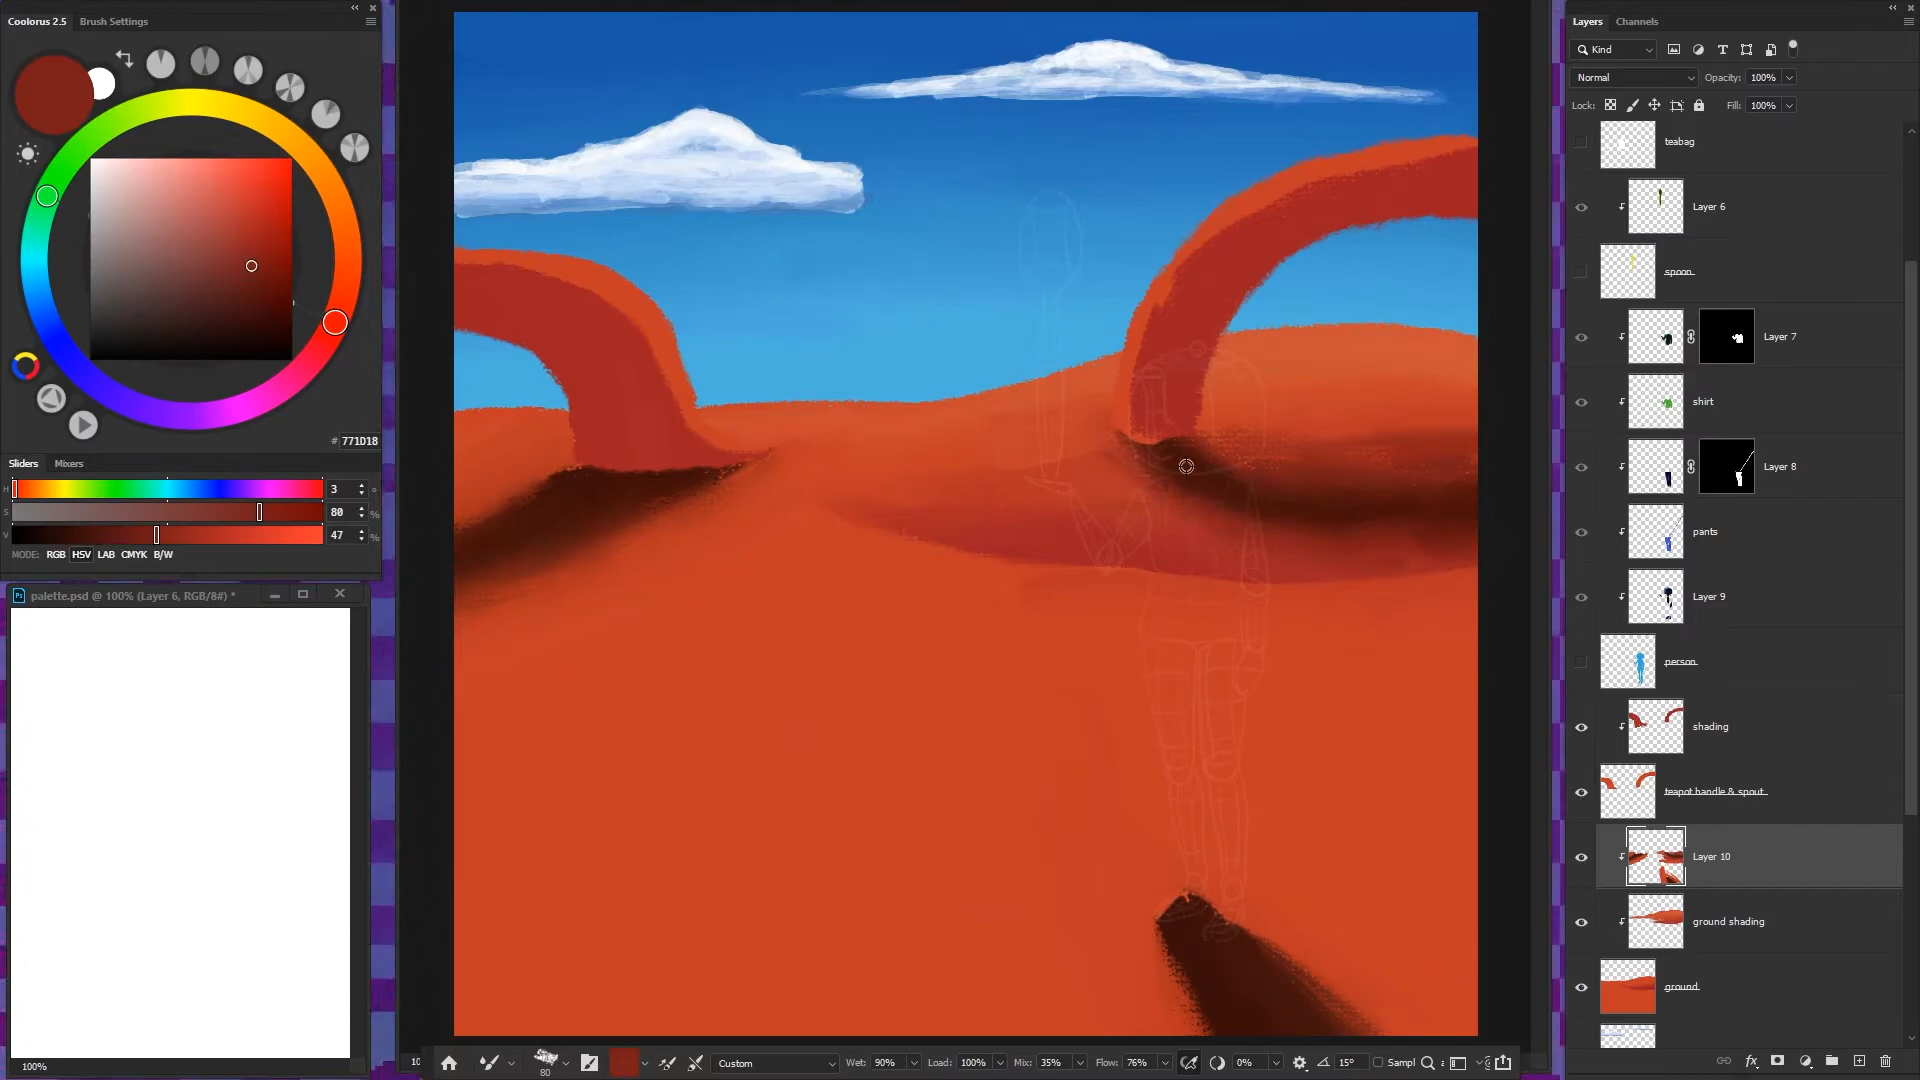 Coolorus 2.5 Brush Settings
# 771D18
Sliders Mixers
H 3 °
S 80 %
V 47 %
MODE: RGB HSV LAB CMYK B/W
palette.psd @ 100% (Layer 6, RGB/8#) *
100%
80 Custom Wet: 90% Load: 100% Mix: 35% Flow: 76% 0% 15° Sampl
Layers Channels
Kind
Normal Opacity: 100%
Lock: Fill: 100%
teabag
Layer 6
spoon
Layer 7
shirt
Layer 8
pants
Layer 9
person
shading
teapot handle & spout
Layer 10
ground shading
ground